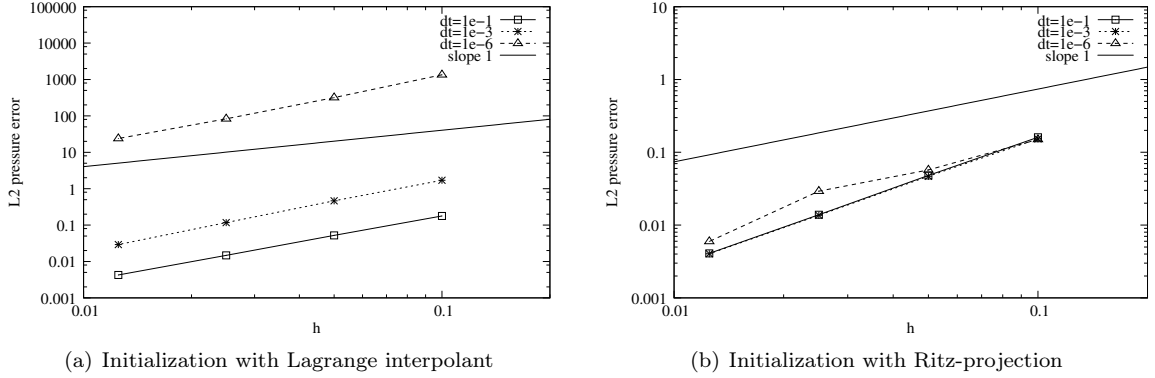 100000
10000
1000
100
10
1
0.1
0.01
0.001
0.01
0.1
L2 pressure error
h
dt=1e−1
dt=1e−3
dt=1e−6
slope 1
(a) Initialization with Lagrange interpolant
10
1
0.1
0.01
0.001
0.01
0.1
L2 pressure error
h
dt=1e−1
dt=1e−3
dt=1e−6
slope 1
(b) Initialization with Ritz-projection